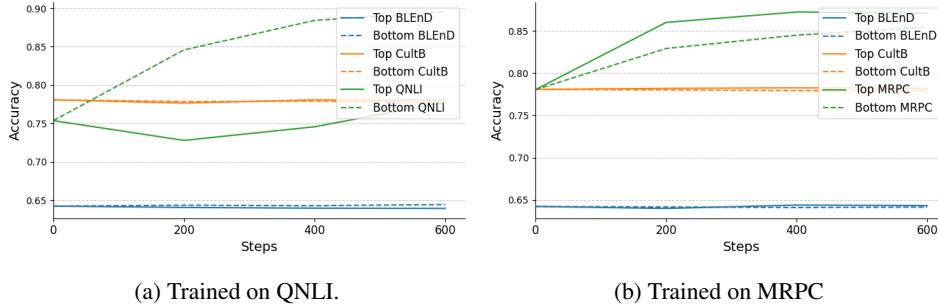 0.90
0.85
0.80
0.75
0.70
0.65
Accuracy
0
200
400
600
Steps
Top BLEnD
Bottom BLEnD
Top CultB
Bottom CultB
Top QNLI
Bottom QNLI
(a) Trained on QNLI.
0.85
0.80
0.75
0.70
0.65
Accuracy
0
200
400
600
Steps
Top BLEnD
Bottom BLEnD
Top CultB
Bottom CultB
Top MRPC
Bottom MRPC
(b) Trained on MRPC